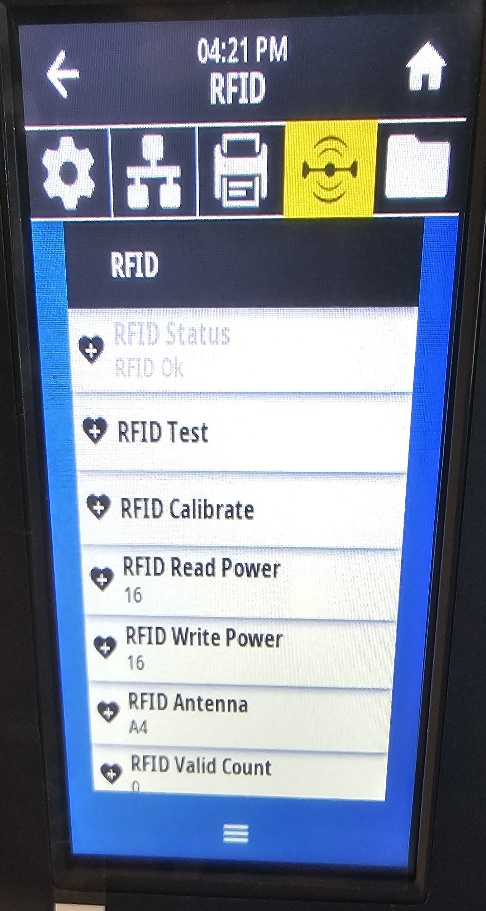 04:21 PM
RFID
RFID
RFID Status
RFID Ok
RFID Test
RFID Calibrate
RFID Read Power
16
RFID Write Power
16
RFID Antenna
A4
RFID Valid Count
0